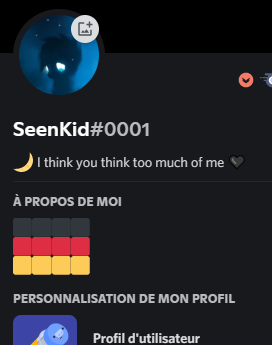 SeenKid#0001
🌙 I think you think too much of me 🖤
À PROPOS DE MOI
PERSONNALISATION DE MON PROFIL
Profil d'utilisateur